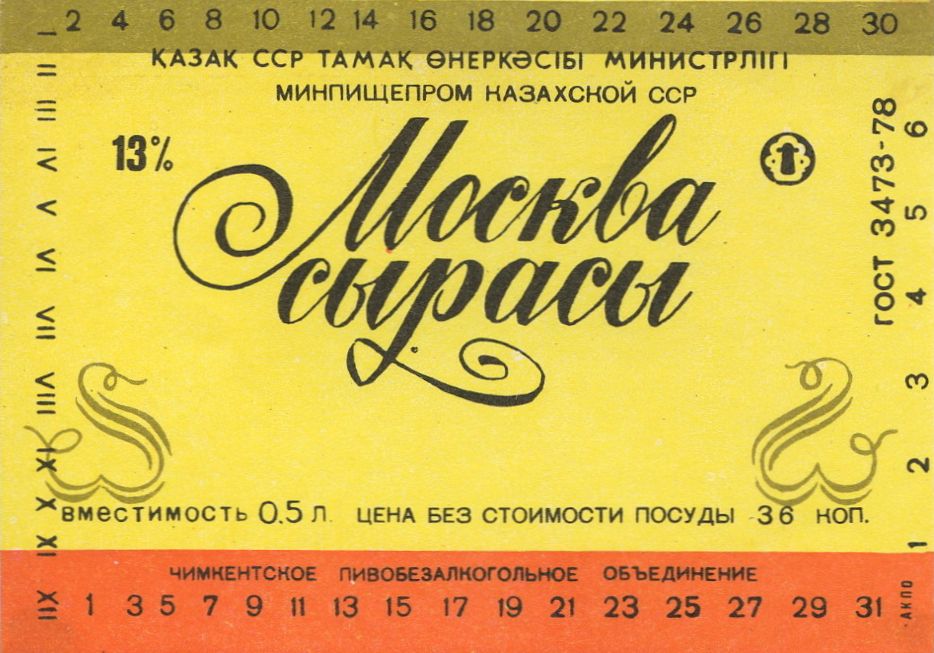 2 4 6 8 10 12 14 16 18 20 22 24 26 28 30
ҚАЗАҚ ССР ТАМАҚ ӨНЕРКӘСІБІ МИНИСТРЛІГІ
МИНПИЩЕПРОМ КАЗАХСКОЙ ССР
13%
Москва
сырасы
ГОСТ 3473-78
I II III IV V VI VII VIII XI X IX XII
6 5 4 3 2 1
вместимость 0.5 л. ЦЕНА БЕЗ СТОИМОСТИ ПОСУДЫ 36 КОП.
ЧИМКЕНТСКОЕ ПИВОБЕЗАЛКОГОЛЬНОЕ ОБЪЕДИНЕНИЕ
1 3 5 7 9 11 13 15 17 19 21 23 25 27 29 31
АКПО